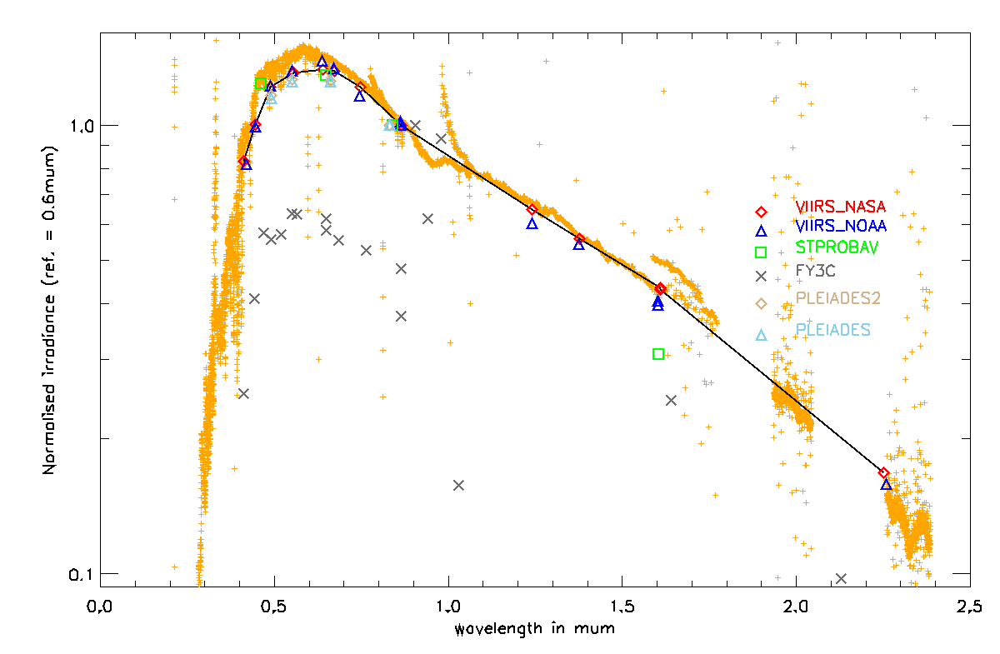 1.0
0.1
Normalised irradiance (ref. = 0.6mum)
VIIRS_NASA
VIIRS_NOAA
STPROBAV
FY3C
PLEIADES2
PLEIADES
0.0 0.5 1.0 1.5 2.0 2.5
wavelength in mum